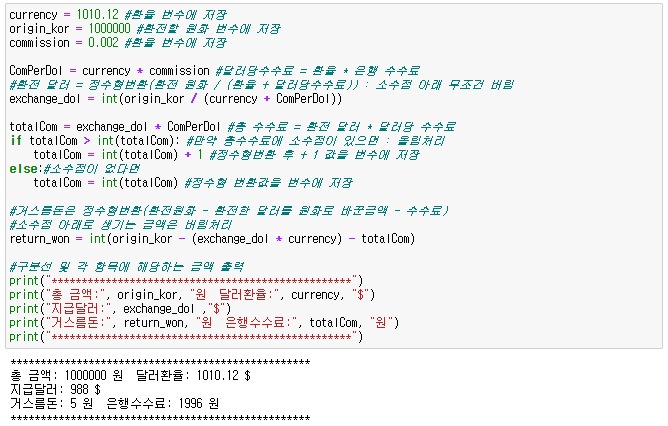 currency = 1010.12 #환율 변수에 저장
origin_kor = 1000000 #환전할 원화 변수에 저장
commission = 0.002 #환율 변수에 저장
ComPerDol = currency * commission #달러당수수료 = 환율 * 은행 수수료
#환전 달러 = 정수형변환(환전 원화 / (환율 + 달러당수수료)) : 소수점 아래 무조건 버림
exchange_dol = int(origin_kor / (currency + ComPerDol))
totalCom = exchange_dol * ComPerDol #총 수수료 = 환전 달러 * 달러당 수수료
if totalCom > int(totalCom): #만약 총수수료에 소수점이 있으면 : 올림처리
    totalCom = int(totalCom) + 1 #정수형변환 후 + 1 값을 변수에 저장
else:#소수점이 없다면
    totalCom = int(totalCom) #정수형 변환값을 변수에 저장
#거스름돈은 정수형변환(환전원화 - 환전한 달러를 원화로 바꾼금액 - 수수료)
#소수점 아래로 생기는 금액은 버림처리
return_won = int(origin_kor - (exchange_dol * currency) - totalCom)
#구분선 및 각 항목에 해당하는 금액 출력
print("**************************************************")
print("총 금액:", origin_kor, "원  달러환율:", currency, "$")
print("지급달러:", exchange_dol ,"$")
print("거스름돈:", return_won, "원  은행수수료:", totalCom, "원")
print("**************************************************")
**************************************************
총 금액: 1000000 원  달러환율: 1010.12 $
지급달러: 988 $
거스름돈: 5 원  은행수수료: 1996 원
**************************************************